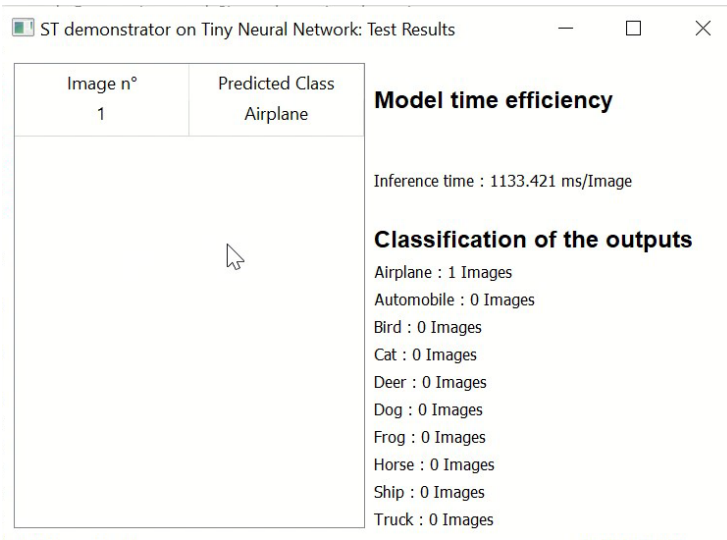 ST demonstrator on Tiny Neural Network: Test Results
Image n° Predicted Class
1 Airplane
Model time efficiency
Inference time : 1133.421 ms/Image
Classification of the outputs
Airplane : 1 Images
Automobile : 0 Images
Bird : 0 Images
Cat : 0 Images
Deer : 0 Images
Dog : 0 Images
Frog : 0 Images
Horse : 0 Images
Ship : 0 Images
Truck : 0 Images